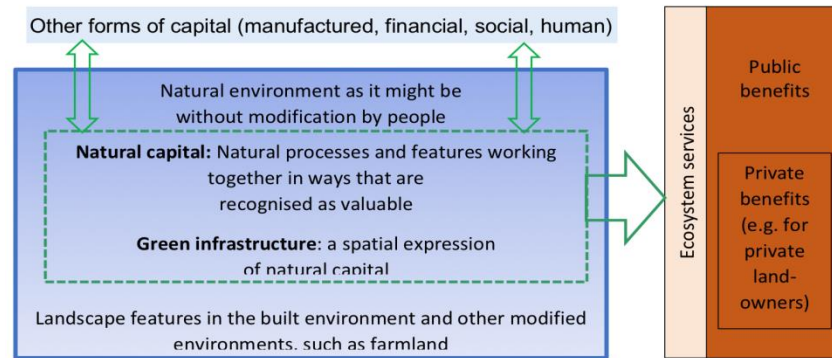 Other forms of capital (manufactured, financial, social, human)
Natural environment as it might be
without modification by people
Natural capital: Natural processes and features working
together in ways that are
recognised as valuable
Green infrastructure: a spatial expression
of natural capital
Landscape features in the built environment and other modified
environments, such as farmland
Ecosystem services
Public
benefits
Private
benefits
(e.g. for
private
land-
owners)